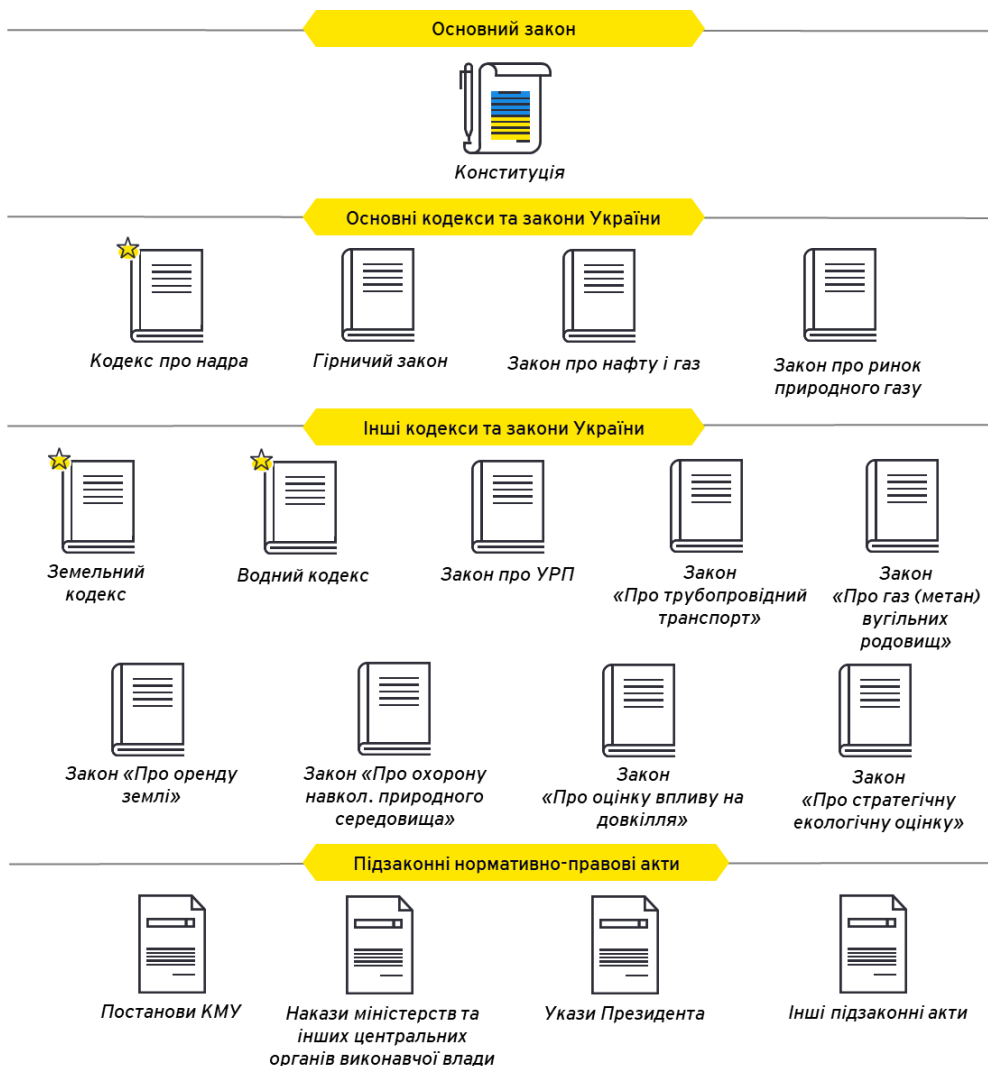 Основний закон
Конституція
Основні кодекси та закони України
Кодекс про надра
Гірничий закон
Закон про нафту і газ
Закон про ринок
природного газу
Інші кодекси та закони України
Земельний
кодекс
Водний кодекс
Закон про УРП
Закон
«Про трубопровідний
транспорт»
Закон
«Про газ (метан)
вугільних
родовищ»
Закон «Про оренду
землі»
Закон «Про охорону
навкол. природного
середовища»
Закон
«Про оцінку впливу на
довкілля»
Закон
«Про стратегічну
екологічну оцінку»
Підзаконні нормативно-правові акти
Постанови КМУ
Накази міністерств та
інших центральних
органів виконавчої влади
Укази Президента
Інші підзаконні акти